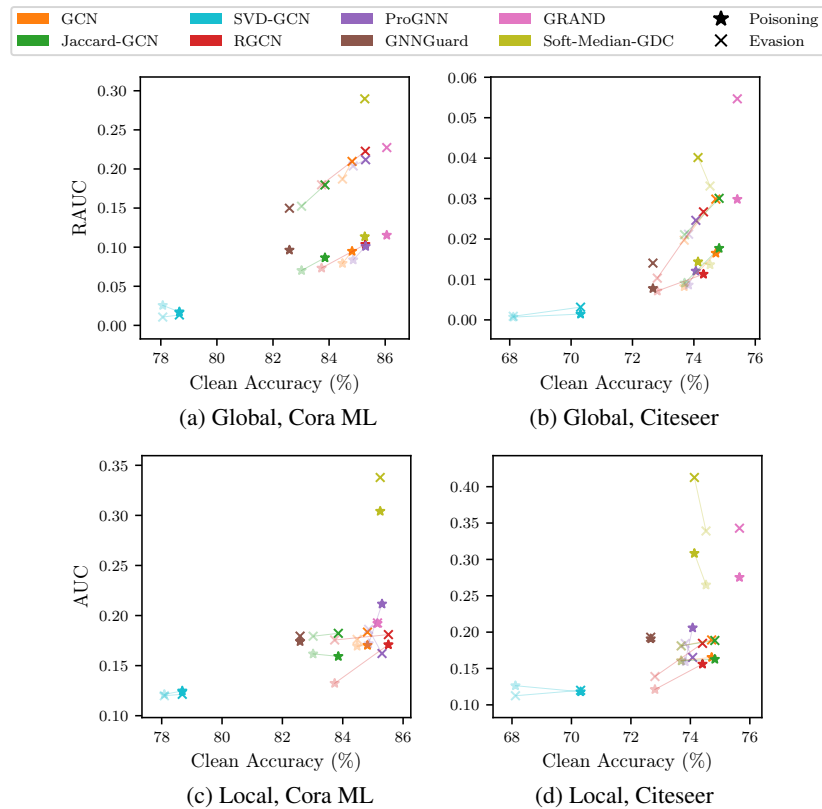 GCN SVD-GCN ProGNN GRAND Poisoning
Jaccard-GCN RGCN GNNGuard Soft-Median-GDC Evasion
RAUC
0.30
0.25
0.20
0.15
0.10
0.05
0.00
78 80 82 84 86
Clean Accuracy (%)
(a) Global, Cora ML
0.06
0.05
0.04
0.03
0.02
0.01
0.00
68 70 72 74 76
Clean Accuracy (%)
(b) Global, Citeseer
AUC
0.35
0.30
0.25
0.20
0.15
0.10
78 80 82 84 86
Clean Accuracy (%)
(c) Local, Cora ML
0.40
0.35
0.30
0.25
0.20
0.15
0.10
68 70 72 74 76
Clean Accuracy (%)
(d) Local, Citeseer